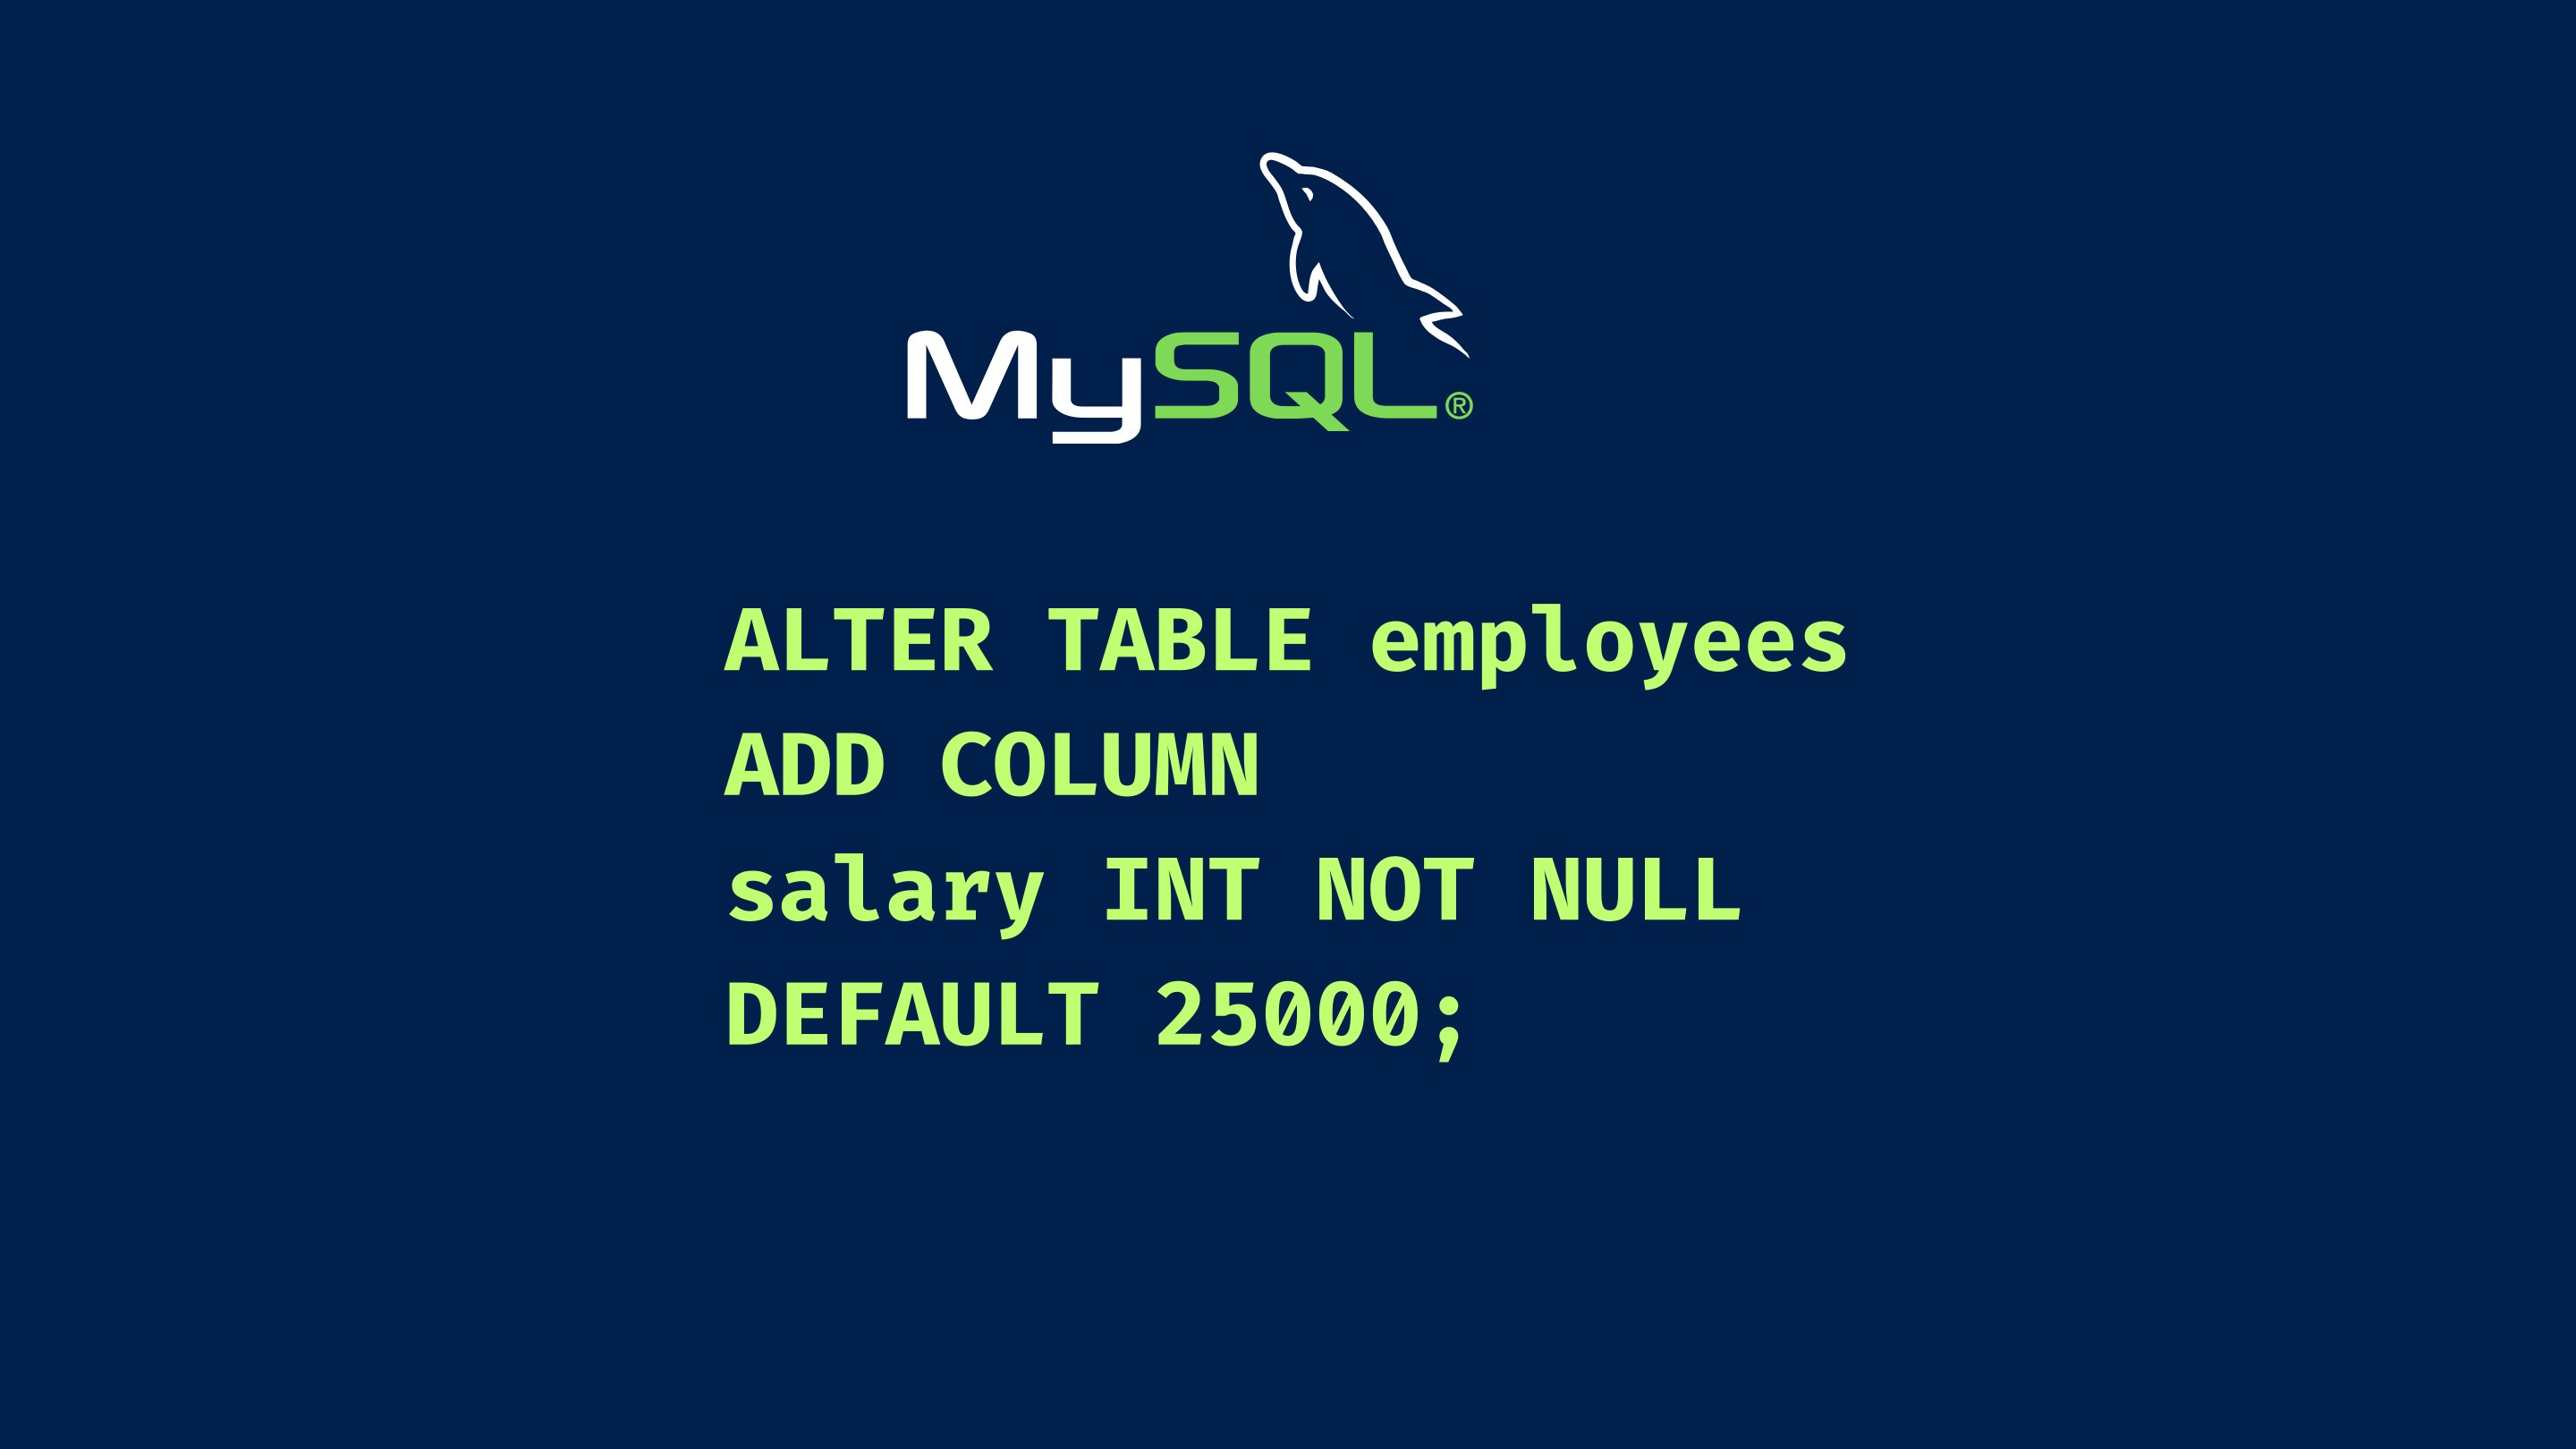 MySQL®
ALTER TABLE employees
ADD COLUMN
salary INT NOT NULL
DEFAULT 25000;